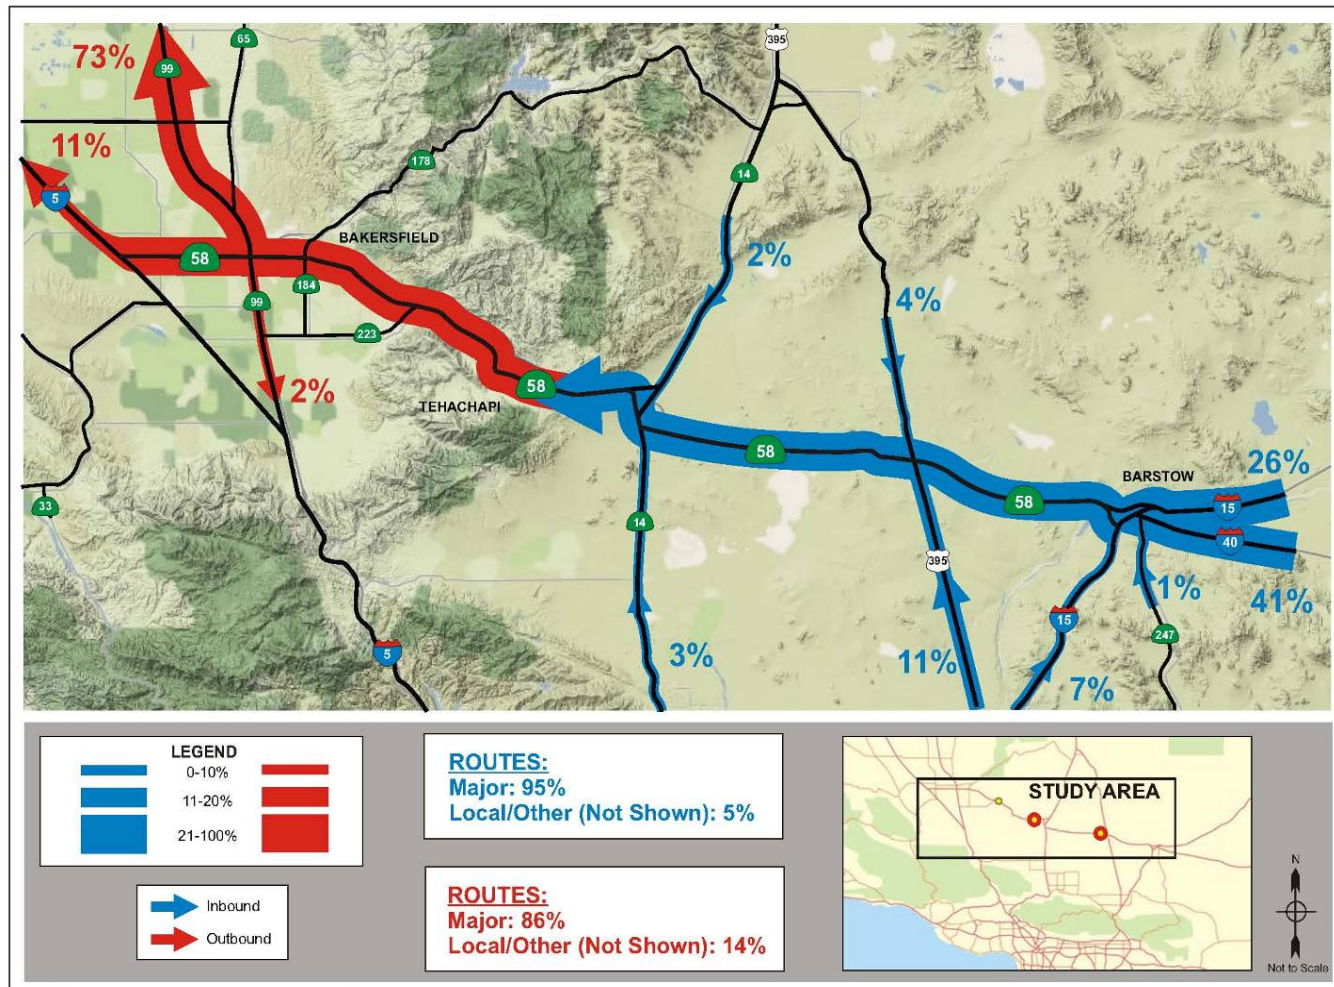 73%
99
65
395
11%
5
178
14
BAKERSFIELD
58
2%
184
99
4%
223
2%
58
TEHACHAPI
58
BARSTOW
26%
33
58
15
14
40
395
1%
41%
15
247
5
3%
11%
7%
LEGEND
0-10%
11-20%
21-100%
Inbound
Outbound
ROUTES:
Major: 95%
Local/Other (Not Shown): 5%
ROUTES:
Major: 86%
Local/Other (Not Shown): 14%
STUDY AREA
N
Not to Scale